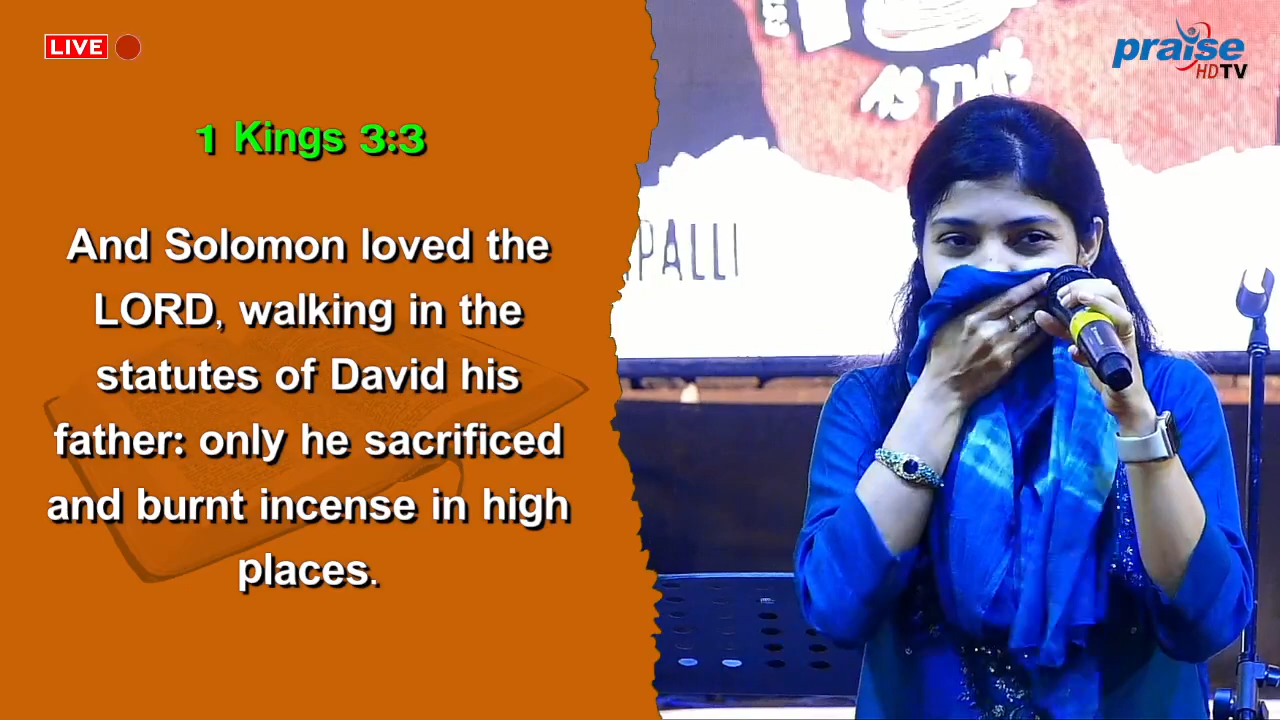 LIVE
praise
HDTV
1 Kings 3:3
And Solomon loved the
LORD, walking in the
statutes of David his
father: only he sacrificed
and burnt incense in high
places.
AS THIS
PALLI